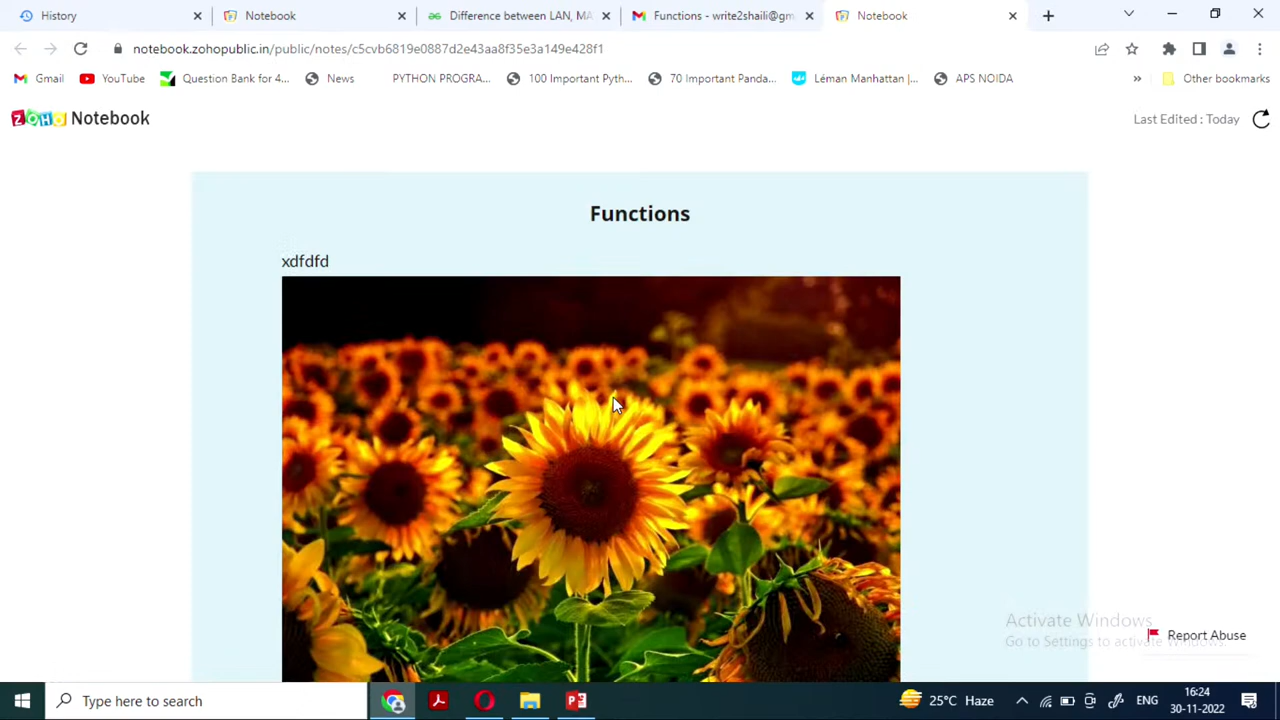 History
Notebook
Difference between LAN, MA
Functions - write2shaili@gm
Notebook
notebook.zohopublic.in/public/notes/c5cvb6819e0887d2e43aa8f35e3a149e428f1
Gmail
YouTube
Question Bank for 4...
News
PYTHON PROGRA...
100 Important Pyth...
70 Important Panda...
Léman Manhattan |...
APS NOIDA
»
Other bookmarks
ZOHO Notebook
Last Edited : Today
Functions
xdfdfd
Activate Windows
Go to Settings to activate Windows.
Report Abuse
Type here to search
25°C Haze
ENG
16:24
30-11-2022